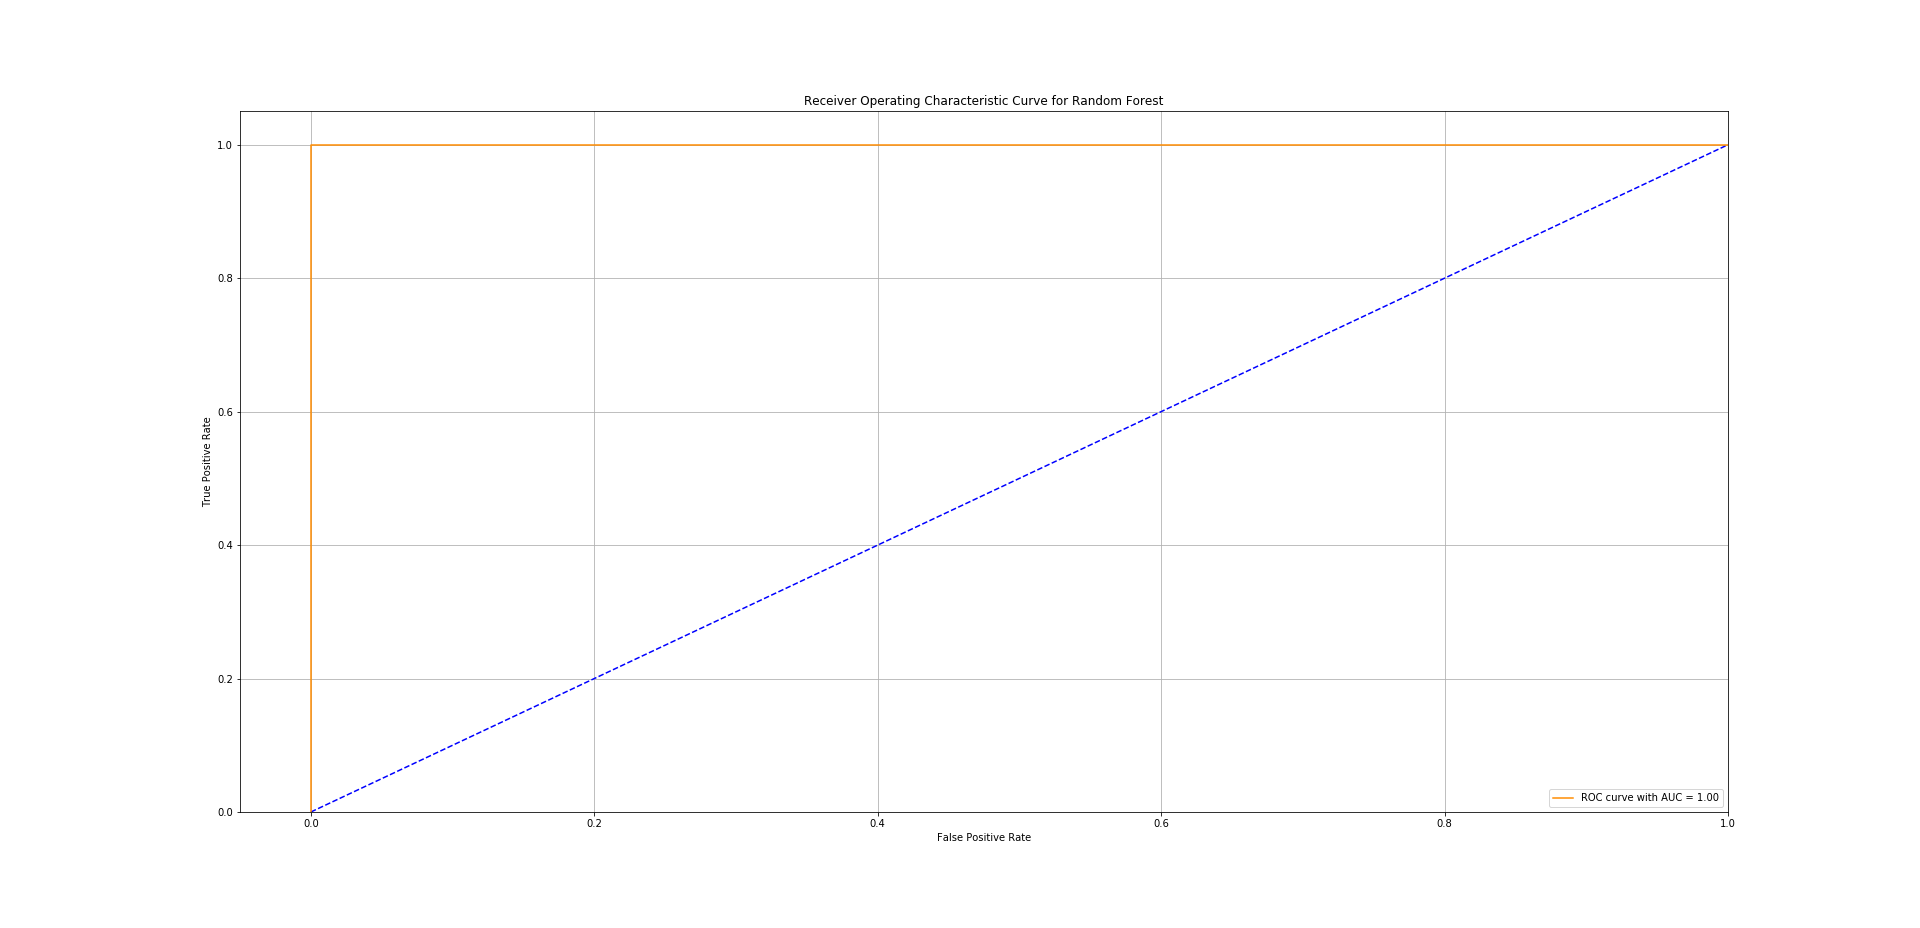 Receiver Operating Characteristic Curve for Random Forest
1.0
0.8
0.6
0.4
0.2
0.0
True Positive Rate
ROC curve with AUC = 1.00
0.0 0.2 0.4 0.6 0.8 1.0
False Positive Rate